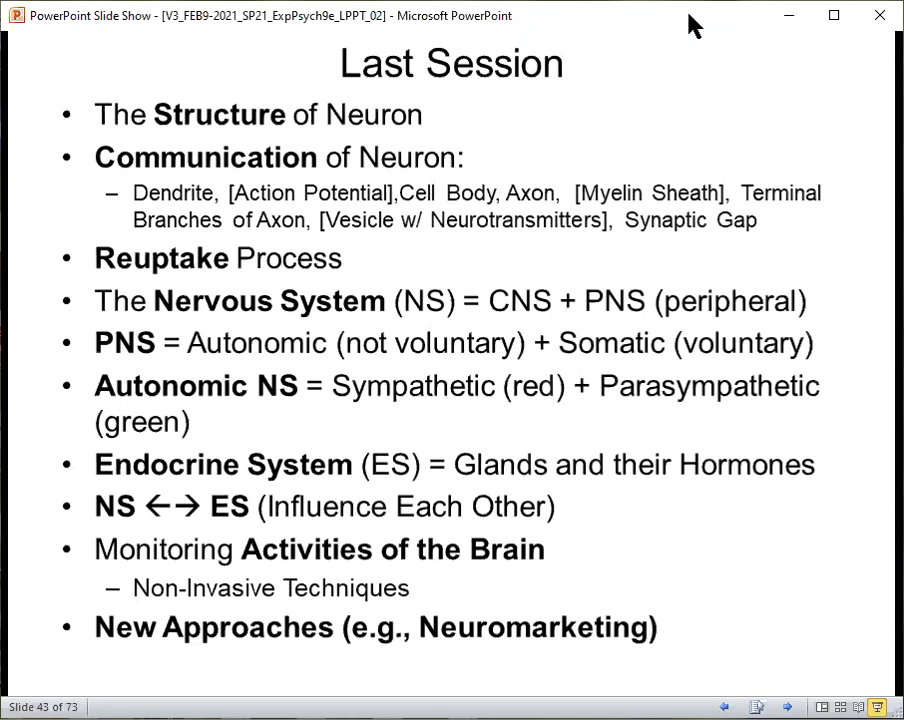 PowerPoint Slide Show - [V3_FEB9-2021_SP21_ExpPsych9e_LPPT_02] - Microsoft PowerPoint
Last Session
• The Structure of Neuron
• Communication of Neuron:
– Dendrite, [Action Potential],Cell Body, Axon, [Myelin Sheath], Terminal
Branches of Axon, [Vesicle w/ Neurotransmitters], Synaptic Gap
• Reuptake Process
• The Nervous System (NS) = CNS + PNS (peripheral)
• PNS = Autonomic (not voluntary) + Somatic (voluntary)
• Autonomic NS = Sympathetic (red) + Parasympathetic
(green)
• Endocrine System (ES) = Glands and their Hormones
• NS ←→ ES (Influence Each Other)
• Monitoring Activities of the Brain
– Non-Invasive Techniques
• New Approaches (e.g., Neuromarketing)
Slide 43 of 73